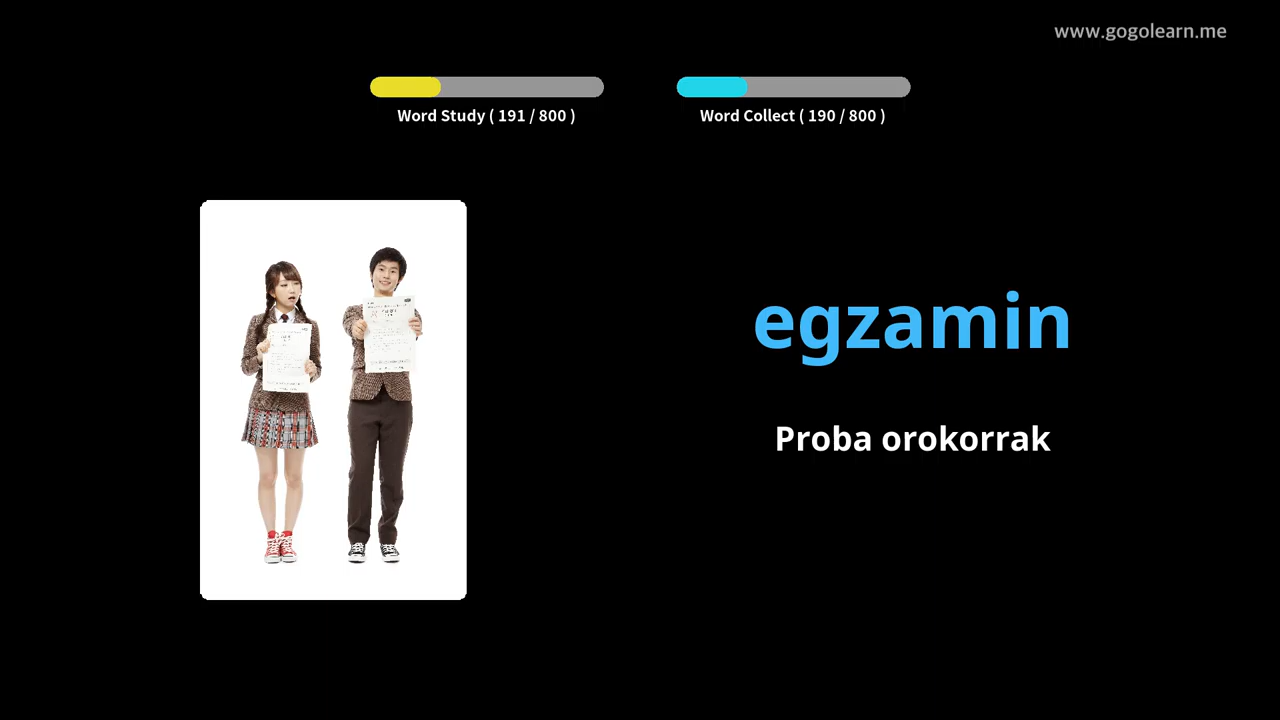 www.gogolearn.me
Word Study ( 191 / 800 )
Word Collect ( 190 / 800 )
egzamin
Proba orokorrak